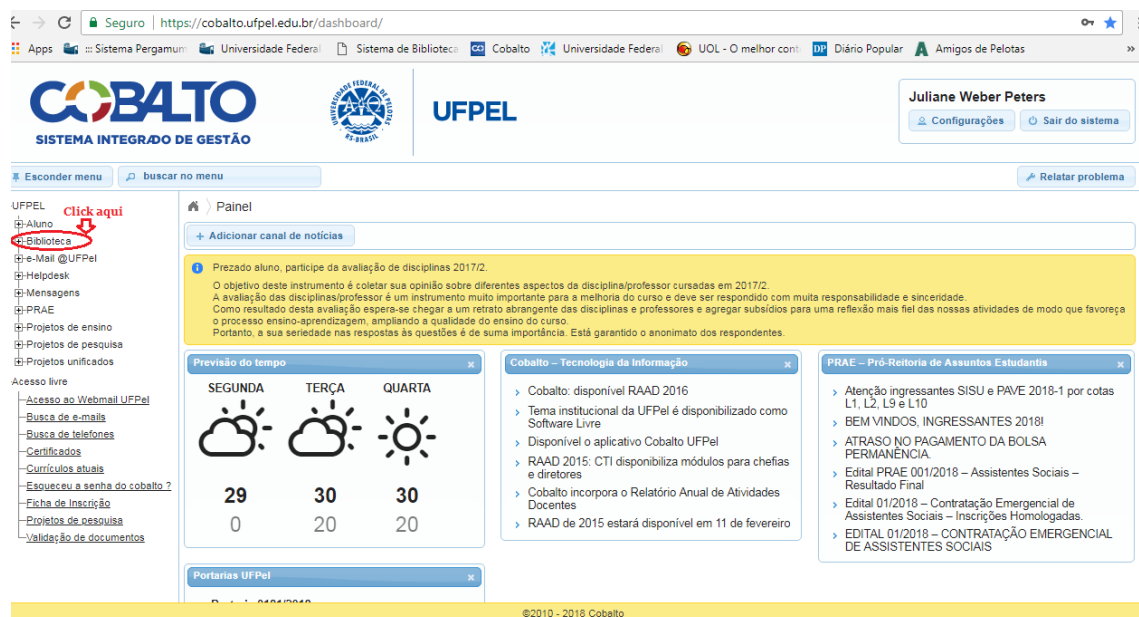 Seguro | https://cobalto.ufpel.edu.br/dashboard/
Apps ::: Sistema Pergamum Universidade Federal Sistema de Biblioteca Cobalto Universidade Federal UOL - O melhor cont Diário Popular Amigos de Pelotas »
COBALTO
SISTEMA INTEGRADO DE GESTÃO
UNIVERSIDADE FEDERAL DE PELOTAS
RS-BRASIL
UFPEL
Juliane Weber Peters
Configurações
Sair do sistema
Esconder menu
buscar no menu
Relatar problema
UFPEL
Click aqui
Aluno
Biblioteca
e-Mail @UFPel
Helpdesk
Mensagens
PRAE
Projetos de ensino
Projetos de pesquisa
Projetos unificados
Acesso livre
Acesso ao Webmail UFPel
Busca de e-mails
Busca de telefones
Certificados
Currículos atuais
Esqueceu a senha do cobalto ?
Ficha de Inscrição
Projetos de pesquisa
Validação de documentos
Painel
+ Adicionar canal de notícias
Prezado aluno, participe da avaliação de disciplinas 2017/2.
O objetivo deste instrumento é coletar sua opinião sobre diferentes aspectos da disciplina/professor cursadas em 2017/2.
A avaliação das disciplinas/professor é um instrumento muito importante para a melhoria do curso e deve ser respondido com muita responsabilidade e sinceridade.
Como resultado desta avaliação espera-se chegar a um retrato abrangente das disciplinas e professores e agregar subsídios para uma reflexão mais fiel das nossas atividades de modo que favoreça
o processo ensino-aprendizagem, ampliando a qualidade do ensino do curso.
Portanto, a sua seriedade nas respostas às questões é de suma importância. Está garantido o anonimato dos respondentes.
Previsão do tempo
SEGUNDA TERÇA QUARTA
29 30 30
0 20 20
Cobalto – Tecnologia da Informação
Cobalto: disponível RAAD 2016
Tema institucional da UFPel é disponibilizado como
Software Livre
Disponível o aplicativo Cobalto UFPel
RAAD 2015: CTI disponibiliza módulos para chefias
e diretores
Cobalto incorpora o Relatório Anual de Atividades
Docentes
RAAD de 2015 estará disponível em 11 de fevereiro
PRAE – Pró-Reitoria de Assuntos Estudantis
Atenção ingressantes SISU e PAVE 2018-1 por cotas
L1, L2, L9 e L10
BEM VINDOS, INGRESSANTES 2018!
ATRASO NO PAGAMENTO DA BOLSA
PERMANÊNCIA.
Edital PRAE 001/2018 – Assistentes Sociais –
Resultado Final
Edital 01/2018 – Contratação Emergencial de
Assistentes Sociais – Inscrições Homologadas.
EDITAL 01/2018 – CONTRATAÇÃO EMERGENCIAL
DE ASSISTENTES SOCIAIS
Portarias UFPel
©2010 - 2018 Cobalto